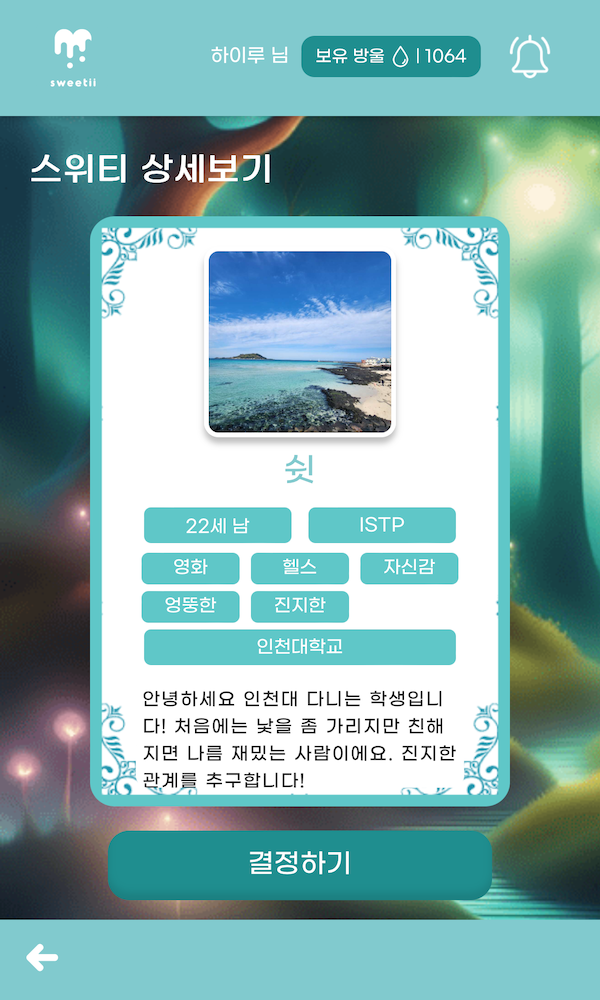 sweetii
하이루 님
보유 방울 | 1064
스위티 상세보기
쉿
22세 남
ISTP
영화
헬스
자신감
엉뚱한
진지한
인천대학교
안녕하세요 인천대 다니는 학생입니
다! 처음에는 낯을 좀 가리지만 친해
지면 나름 재밌는 사람이에요. 진지한
관계를 추구합니다!
결정하기